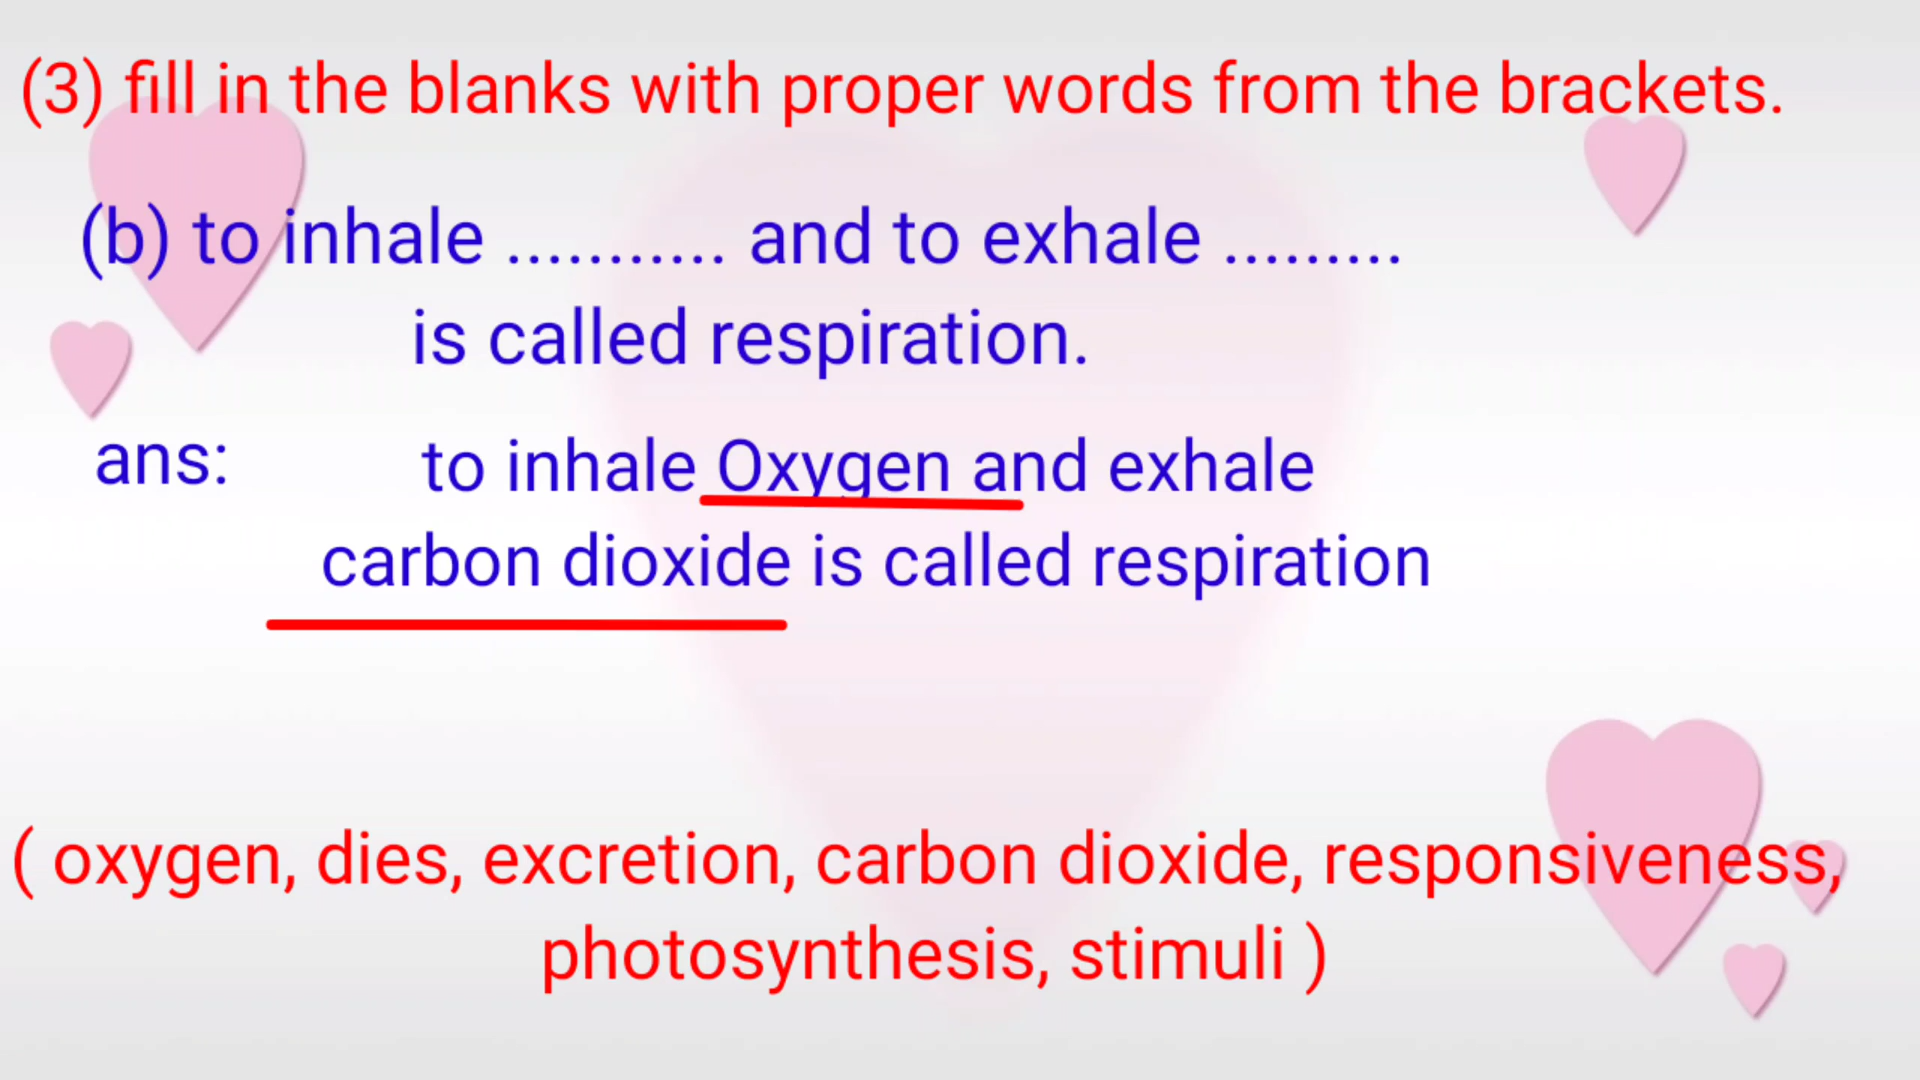 (3) fill in the blanks with proper words from the brackets.
(b) to inhale ........... and to exhale .........
is called respiration.
ans: to inhale Oxygen and exhale
carbon dioxide is called respiration
( oxygen, dies, excretion, carbon dioxide, responsiveness,
photosynthesis, stimuli )